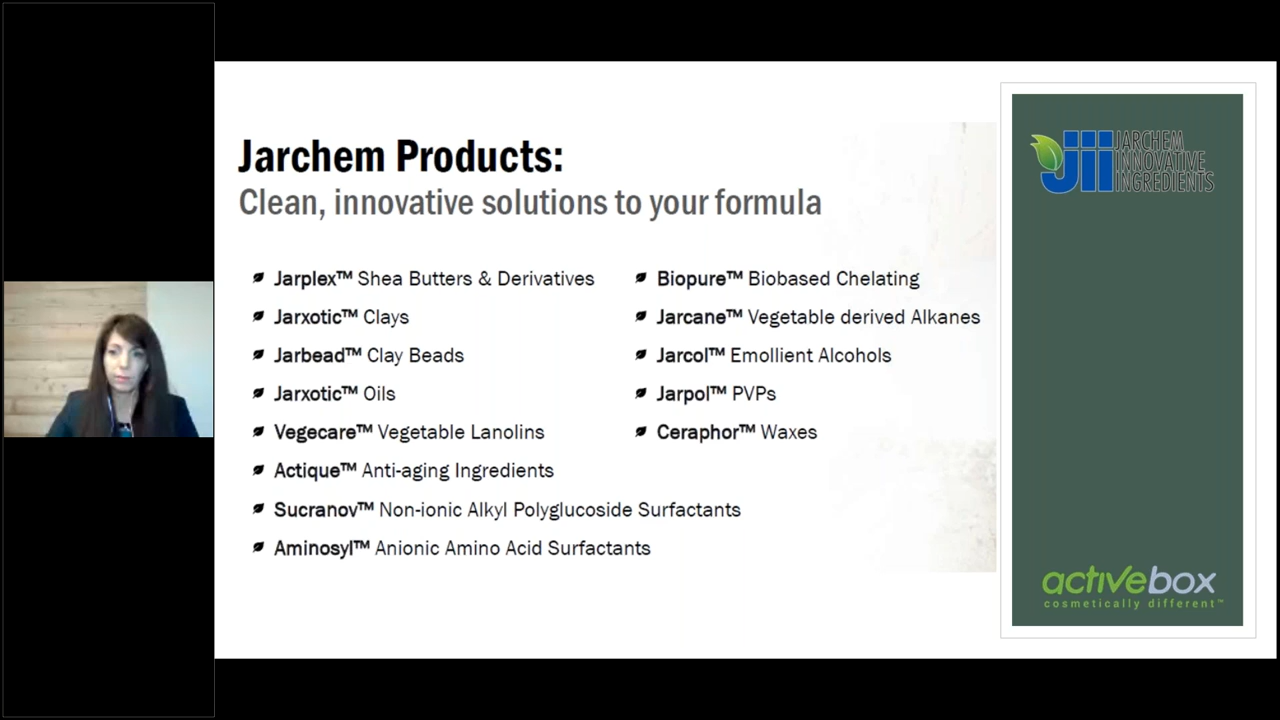 Jarchem Products:
Clean, innovative solutions to your formula
Jarplex™ Shea Butters & Derivatives
Jarxotic™ Clays
Jarbead™ Clay Beads
Jarxotic™ Oils
Vegecare™ Vegetable Lanolins
Actique™ Anti-aging Ingredients
Sucranov™ Non-ionic Alkyl Polyglucoside Surfactants
Aminosyl™ Anionic Amino Acid Surfactants
Biopure™ Biobased Chelating
Jarcane™ Vegetable derived Alkanes
Jarcol™ Emollient Alcohols
Jarpol™ PVPs
Ceraphor™ Waxes
jii
JARCHEM
INNOVATIVE
INGREDIENTS
activebox
cosmetically different™